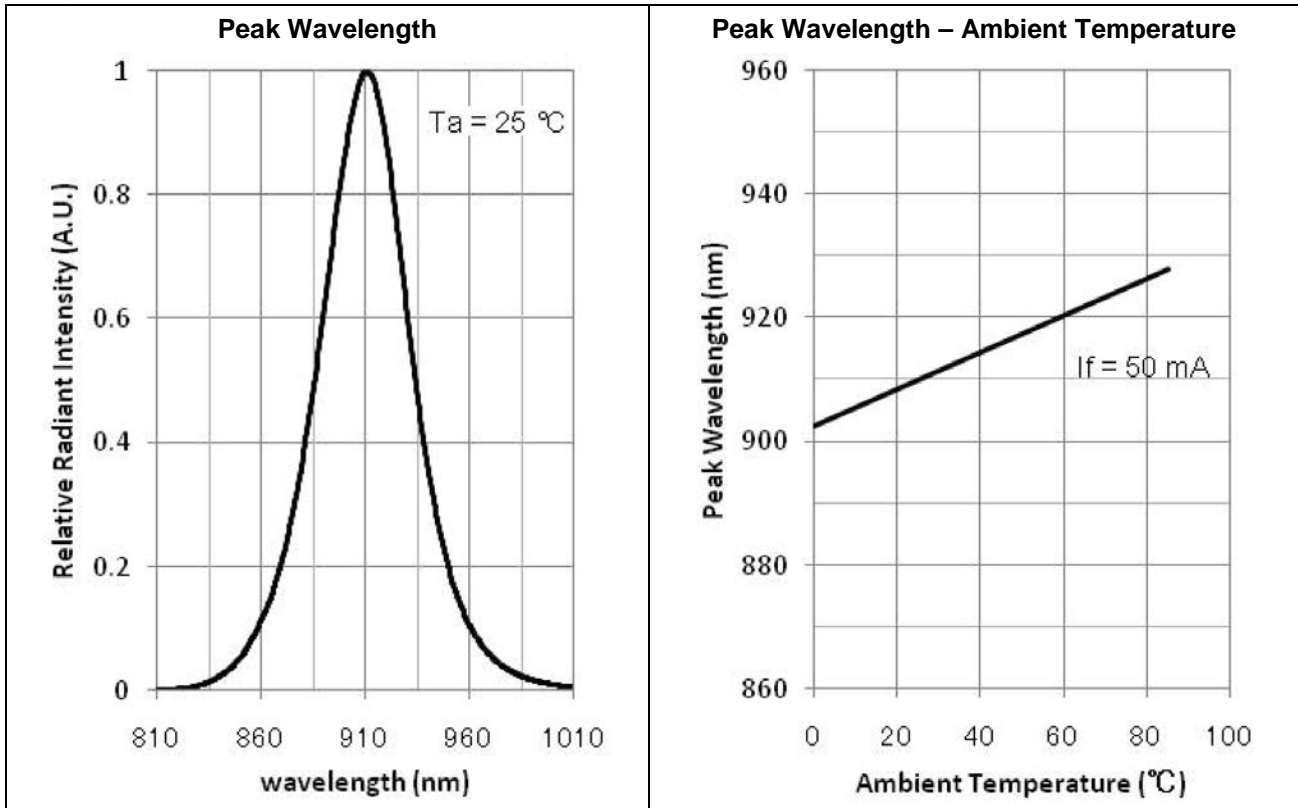 Peak Wavelength
1
0.8
0.6
0.4
0.2
0
Relative Radiant Intensity (A.U.)
Ta = 25 ℃
810 860 910 960 1010
wavelength (nm)
Peak Wavelength – Ambient Temperature
960
940
920
900
880
860
Peak Wavelength (nm)
If = 50 mA
0 20 40 60 80 100
Ambient Temperature (℃)